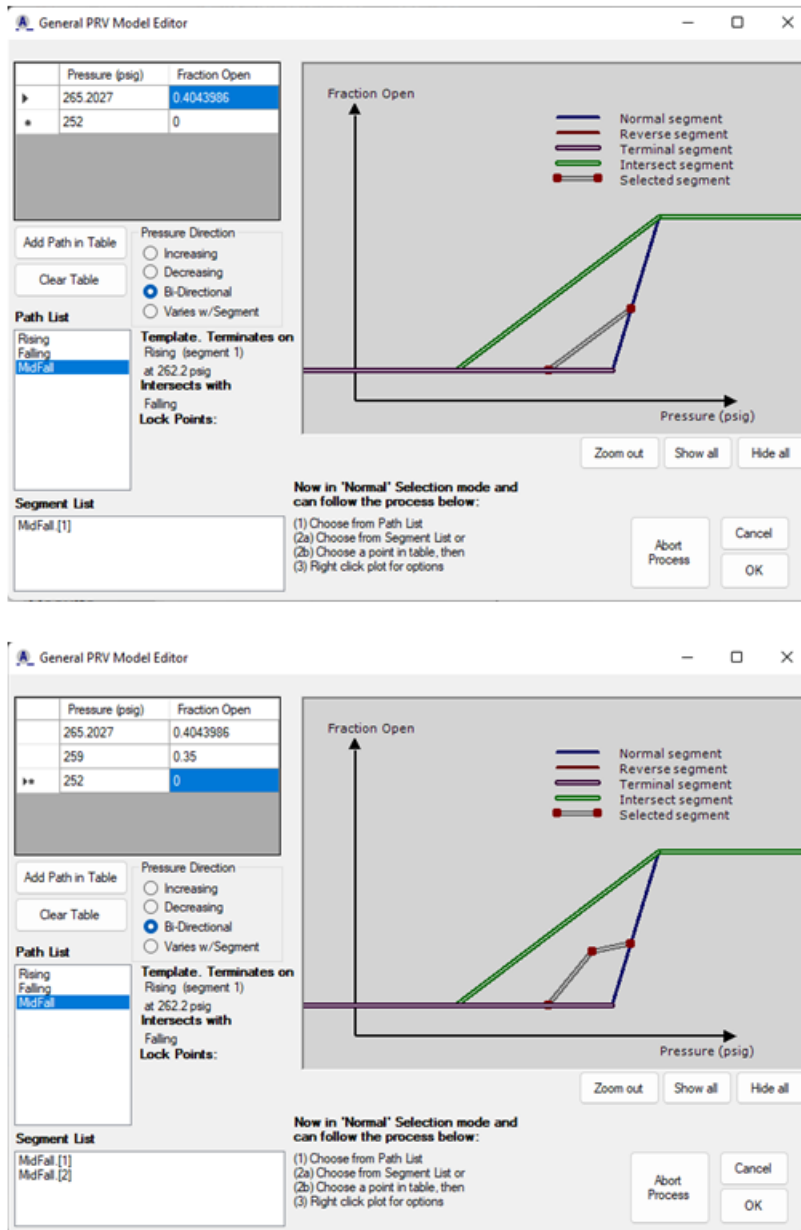 General PRV Model Editor
Pressure (psig) Fraction Open
265.2027 0.4043986
252 0
Add Path in Table
Clear Table
Pressure Direction
Increasing
Decreasing
Bi-Directional
Varies w/Segment
Path List
Rising
Falling
MidFall
Template. Terminates on
Rising (segment 1)
at 262.2 psig
Intersects with
Falling
Lock Points:
Segment List
MidFall.[1]
Fraction Open
Normal segment
Reverse segment
Terminal segment
Intersect segment
Selected segment
Pressure (psig)
Zoom out Show all Hide all
Now in 'Normal' Selection mode and
can follow the process below:
(1) Choose from Path List
(2a) Choose from Segment List or
(2b) Choose a point in table, then
(3) Right click plot for options
Abort
Process
Cancel
OK
General PRV Model Editor
Pressure (psig) Fraction Open
265.2027 0.4043986
259 0.35
252 0
Add Path in Table
Clear Table
Pressure Direction
Increasing
Decreasing
Bi-Directional
Varies w/Segment
Path List
Rising
Falling
MidFall
Template. Terminates on
Rising (segment 1)
at 262.2 psig
Intersects with
Falling
Lock Points:
Segment List
MidFall.[1]
MidFall.[2]
Fraction Open
Normal segment
Reverse segment
Terminal segment
Intersect segment
Selected segment
Pressure (psig)
Zoom out Show all Hide all
Now in 'Normal' Selection mode and
can follow the process below:
(1) Choose from Path List
(2a) Choose from Segment List or
(2b) Choose a point in table, then
(3) Right click plot for options
Abort
Process
Cancel
OK